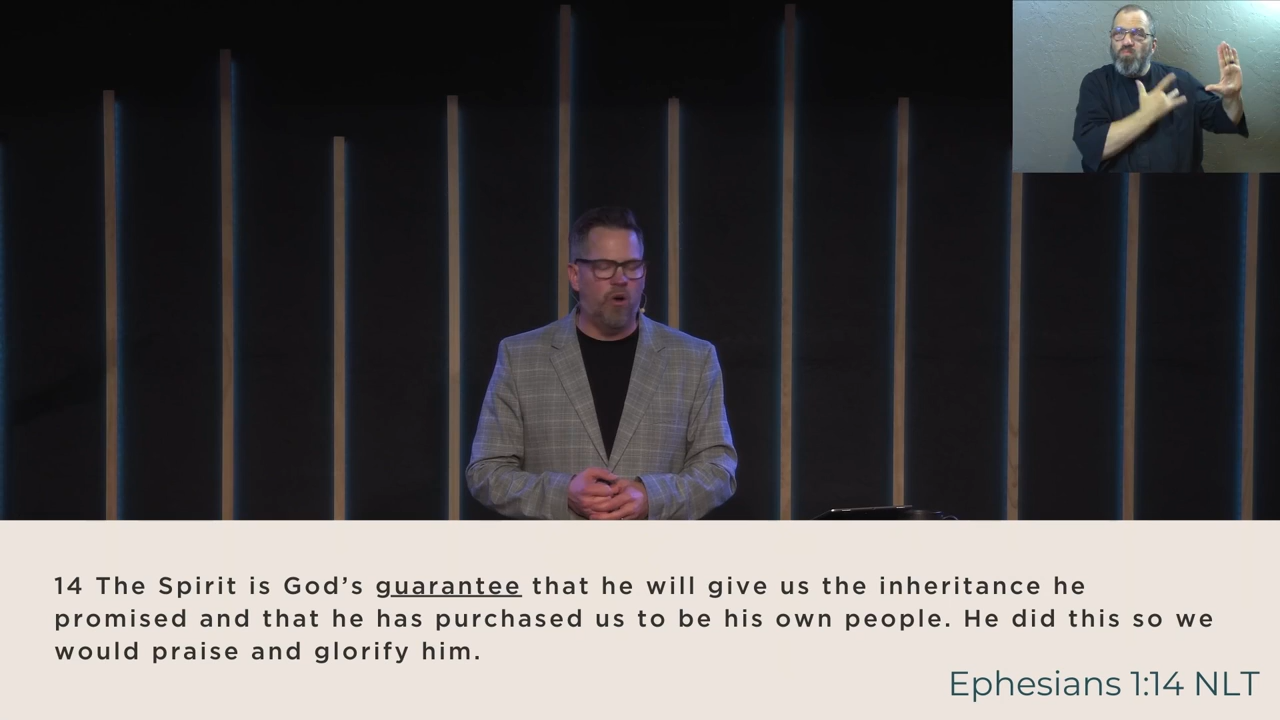 14 The Spirit is God’s guarantee that he will give us the inheritance he
promised and that he has purchased us to be his own people. He did this so we
would praise and glorify him.
Ephesians 1:14 NLT